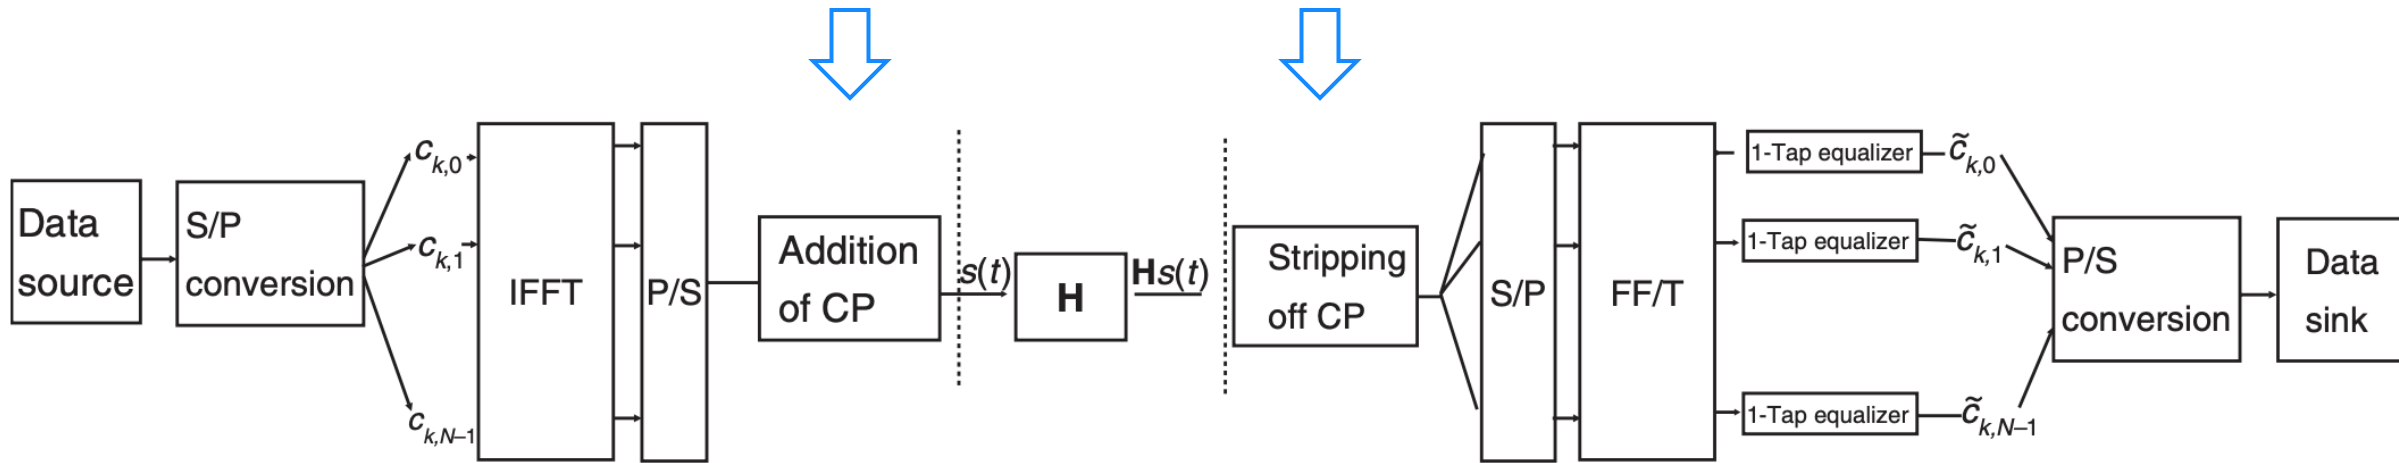 Data
source
S/P
conversion
c_{k,0}
c_{k,1}
c_{k,N–1}
IFFT
P/S
Addition
of CP
s(t)
H
Hs(t)
Stripping
off CP
S/P
FF/T
1-Tap equalizer
1-Tap equalizer
1-Tap equalizer
c̃_{k,0}
c̃_{k,1}
c̃_{k,N–1}
P/S
conversion
Data
sink